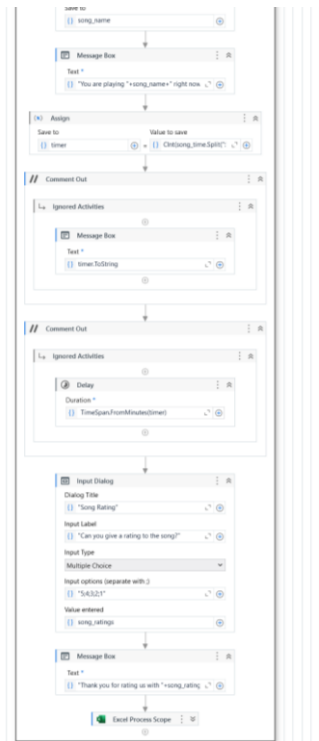 Save to
song_name
Message Box
Text *
"You are playing "+song_name+" right now.
Assign
Save to
Value to save
timer
=
CInt(song_time.Split(":
Comment Out
Ignored Activities
Message Box
Text *
timer.ToString
Comment Out
Ignored Activities
Delay
Duration *
TimeSpan.FromMinutes(timer)
Input Dialog
Dialog Title
"Song Rating"
Input Label
"Can you give a rating to the song?"
Input Type
Multiple Choice
Input options (separate with ;)
"5;4;3;2;1"
Value entered
song_ratings
Message Box
Text *
"Thank you for rating us with "+song_rating
Excel Process Scope